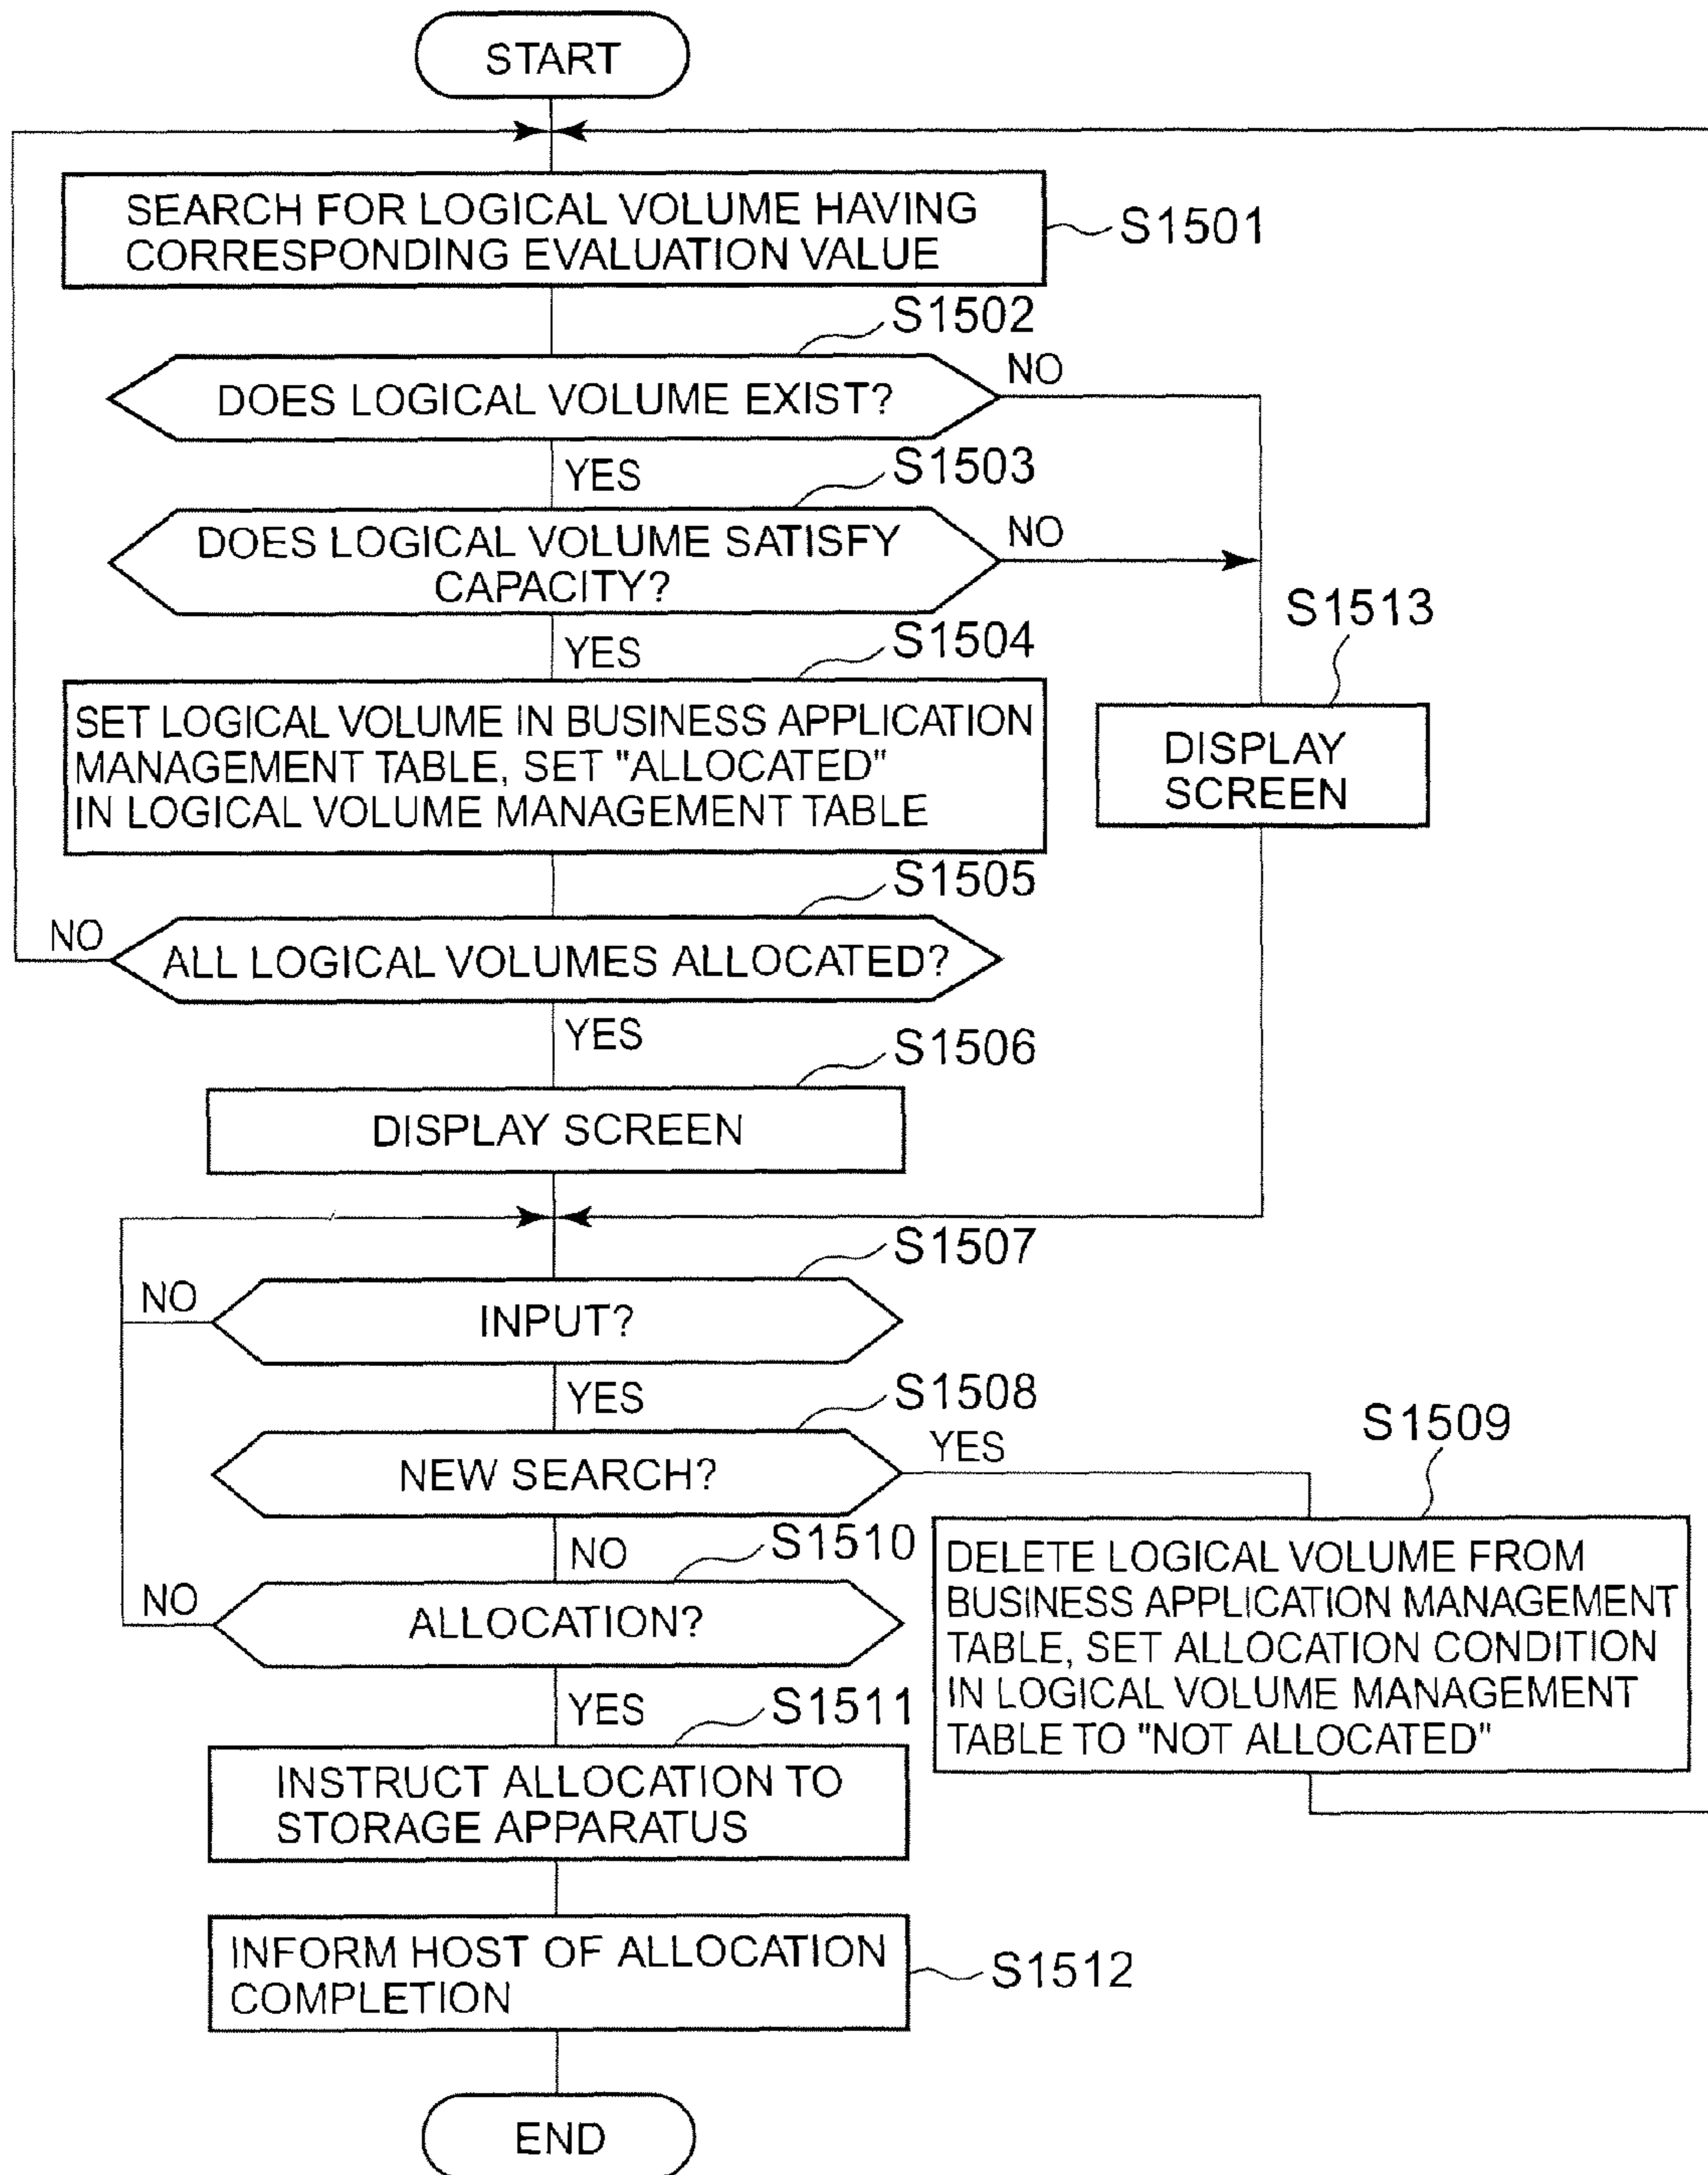 START
SEARCH FOR LOGICAL VOLUME HAVING
CORRESPONDING EVALUATION VALUE
S1501
S1502
DOES LOGICAL VOLUME EXIST?
NO
YES
S1503
DOES LOGICAL VOLUME SATISFY
CAPACITY?
NO
YES
S1504
SET LOGICAL VOLUME IN BUSINESS APPLICATION
MANAGEMENT TABLE, SET "ALLOCATED"
IN LOGICAL VOLUME MANAGEMENT TABLE
S1513
DISPLAY
SCREEN
S1505
NO
ALL LOGICAL VOLUMES ALLOCATED?
YES
S1506
DISPLAY SCREEN
S1507
NO
INPUT?
YES
S1508
NEW SEARCH?
YES
S1509
DELETE LOGICAL VOLUME FROM
BUSINESS APPLICATION MANAGEMENT
TABLE, SET ALLOCATION CONDITION
IN LOGICAL VOLUME MANAGEMENT
TABLE TO "NOT ALLOCATED"
NO
S1510
NO
ALLOCATION?
YES
S1511
INSTRUCT ALLOCATION TO
STORAGE APPARATUS
INFORM HOST OF ALLOCATION
COMPLETION
S1512
END